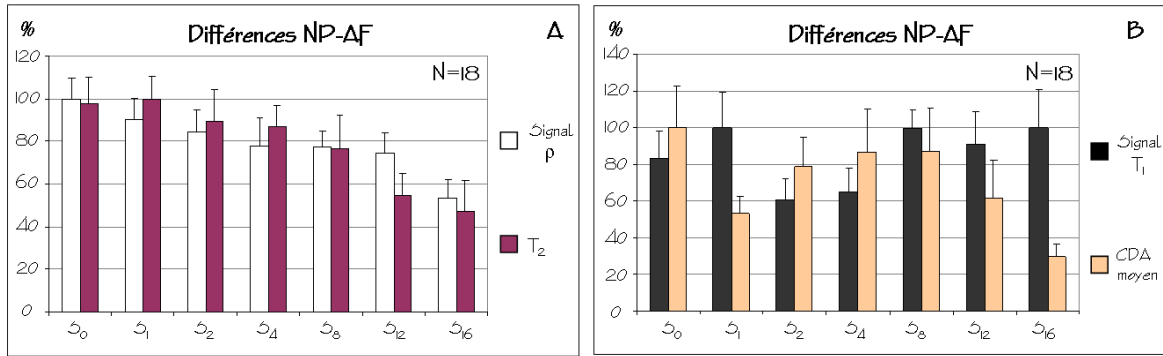 %
Différences NP-AF
A
120
N=18
100
80
60
40
20
0
S0
S1
S2
S4
S8
S12
S16
Signal
ρ
T2
%
Différences NP-AF
B
140
N=18
120
100
80
60
40
20
0
S0
S1
S2
S4
S8
S12
S16
Signal
T1
CDA
moyen